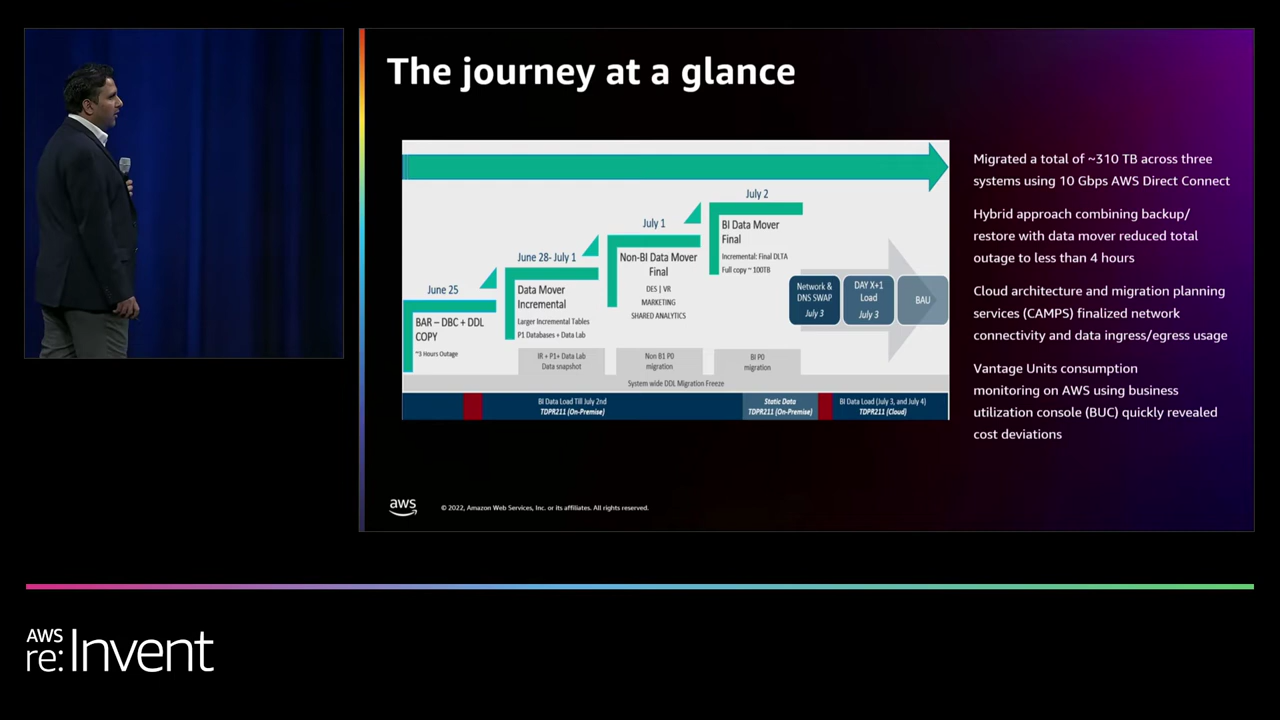 The journey at a glance
July 2
BI Data Mover
Final
Incremental: Final DLTA
Full copy ~ 100TB
July 1
Non-BI Data Mover
Final
DES | VR
MARKETING
SHARED ANALYTICS
June 28- July 1
Data Mover
Incremental
Larger Incremental Tables
P1 Databases + Data Lab
June 25
BAR – DBC + DDL
COPY
~3 Hours Outage
Network &
DNS SWAP
July 3
DAY X+1
Load
July 3
BAU
IR + P1+ Data Lab
Data snapshot
Non B1 P0
migration
BI P0
migration
System wide DDL Migration Freeze
BI Data Load Till July 2nd
TDPR211 (On-Premise)
Static Data
TDPR211 (On-Premise)
BI Data Load (July 3, and July 4)
TDPR211 (Cloud)
Migrated a total of ~310 TB across three
systems using 10 Gbps AWS Direct Connect
Hybrid approach combining backup/
restore with data mover reduced total
outage to less than 4 hours
Cloud architecture and migration planning
services (CAMPS) finalized network
connectivity and data ingress/egress usage
Vantage Units consumption
monitoring on AWS using business
utilization console (BUC) quickly revealed
cost deviations
aws
© 2022, Amazon Web Services, Inc. or its affiliates. All rights reserved.
AWS
re:Invent